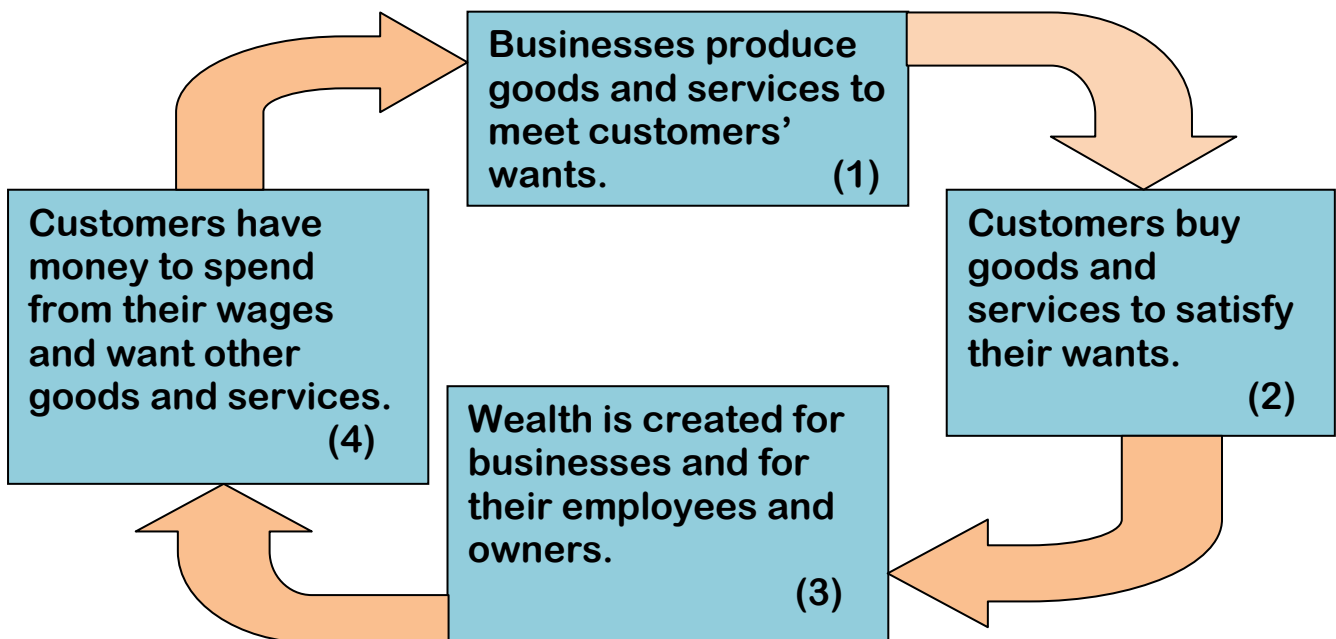 Businesses produce
goods and services to
meet customers’
wants. (1)
Customers buy
goods and
services to satisfy
their wants.
(2)
Wealth is created for
businesses and for
their employees and
owners.
(3)
Customers have
money to spend
from their wages
and want other
goods and services.
(4)